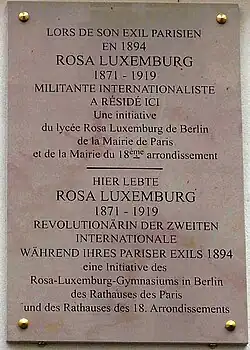 LORS DE SON EXIL PARISIEN
EN 1894
ROSA LUXEMBURG
1871 - 1919
MILITANTE INTERNATIONALISTE
A RÉSIDÉ ICI
Une initiative
du lycée Rosa Luxemburg de Berlin
de la Mairie de Paris
et de la Mairie du 18ème arrondissement
HIER LEBTE
ROSA LUXEMBURG
1871 - 1919
REVOLUTIONÄRIN DER ZWEITEN
INTERNATIONALE
WÄHREND IHRES PARISER EXILS 1894
eine Initiative des
Rosa-Luxemburg-Gymnasiums in Berlin
des Rathauses des Paris
und des Rathauses des 18. Arrondissements